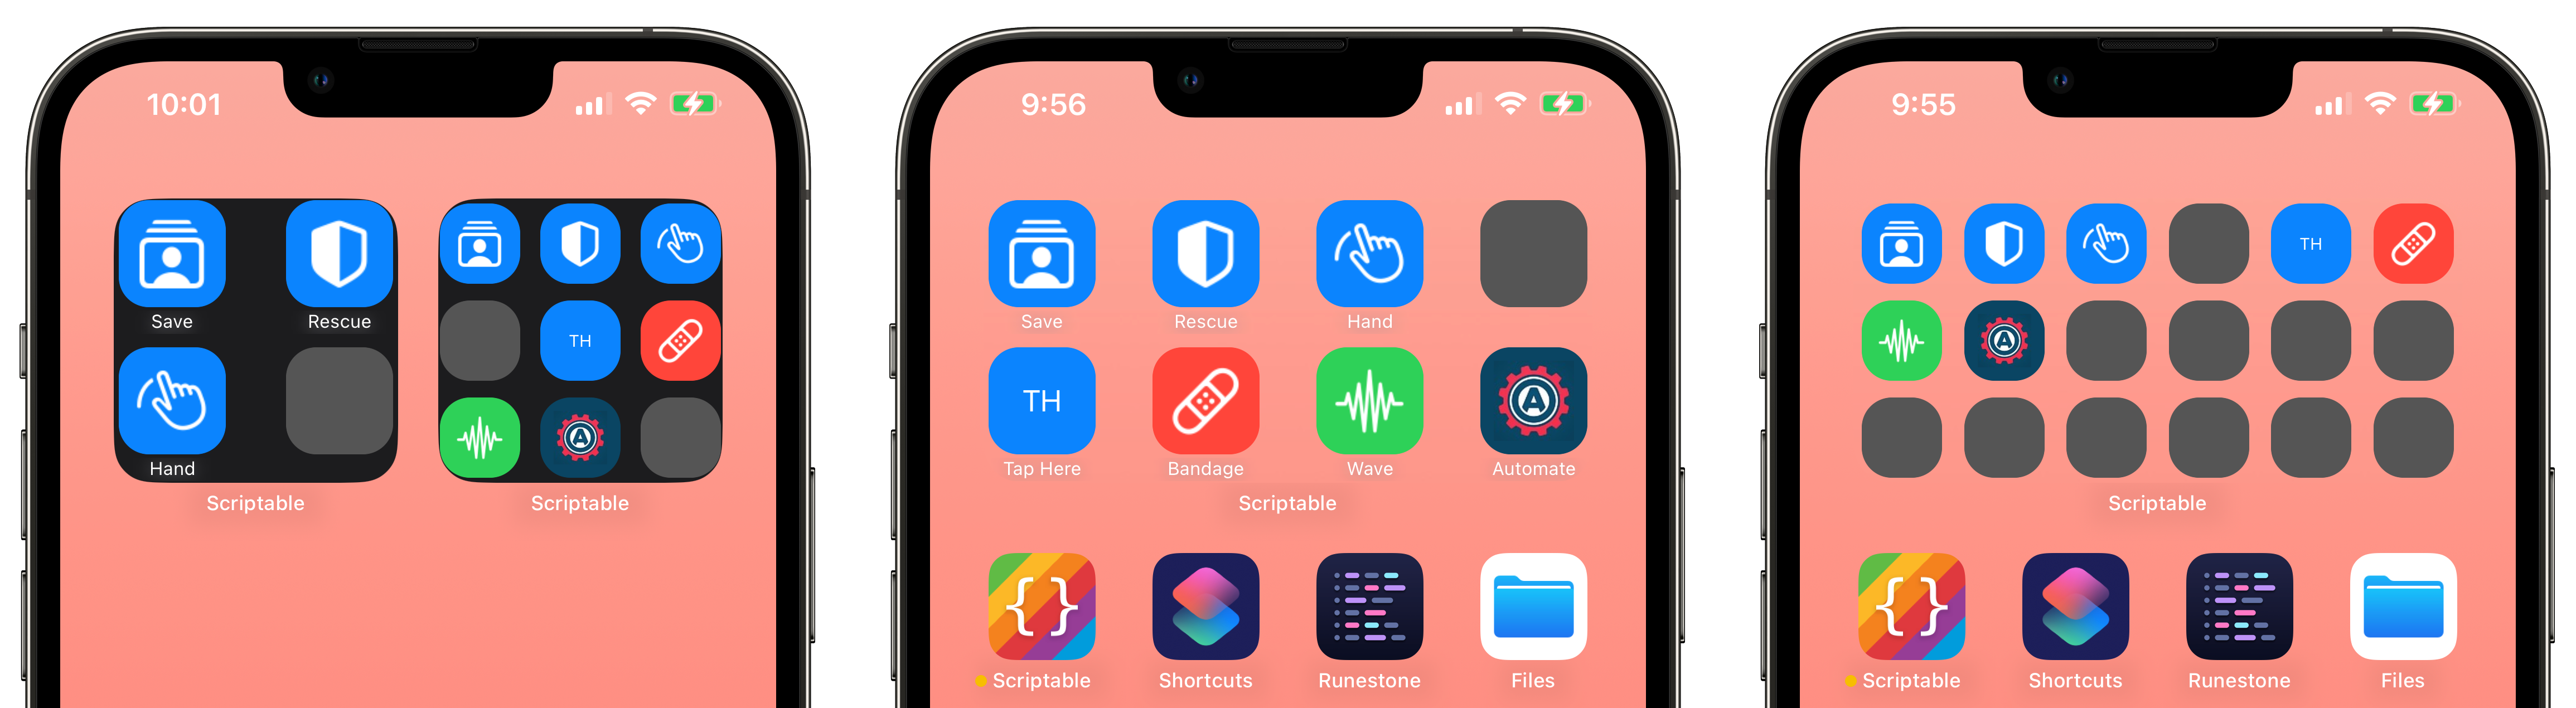 10:01
TH
Save
Rescue
Hand
Scriptable
Scriptable
9:56
Save
Rescue
Hand
TH
Tap Here
Bandage
Wave
A
Automate
Scriptable
{ }
Scriptable
Shortcuts
Runestone
Files
9:55
TH
A
Scriptable
{ }
Scriptable
Shortcuts
Runestone
Files